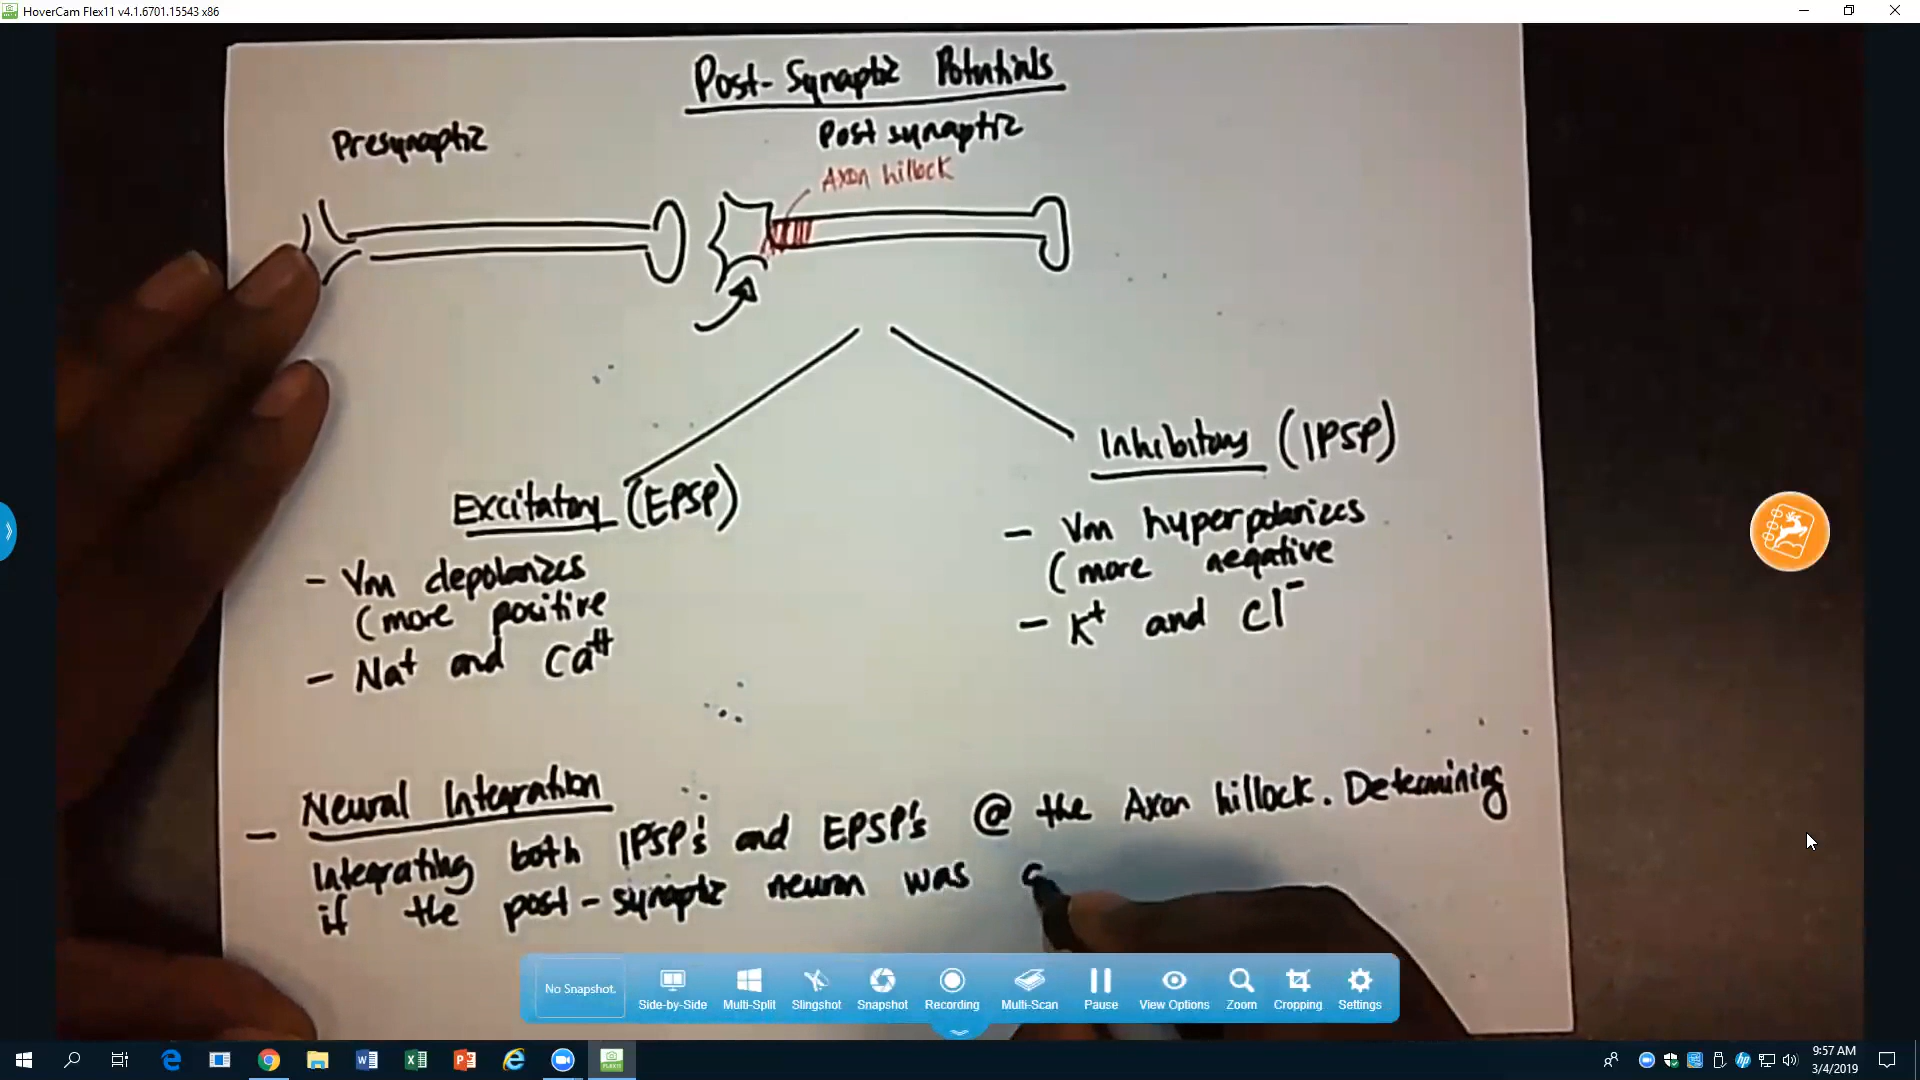 HoverCam Flex11 v4.1.6701.15543 x86
Post-Synaptic Potentials
Presynaptic
Post synaptic
Axon hillock
Inhibitory (IPSP)
Excitatory (EPSP)
- Vm hyperpolarizes
(more negative
- K+ and Cl-
- Vm depolarizes
(more positive
- Na+ and Ca++
- Neural Integration
Integrating both IPSP's and EPSP's @ the Axon hillock. Determining
if the post-synaptic neuron was
No Snapshot.
Side-by-Side
Multi-Split
Slingshot
Snapshot
Recording
Multi-Scan
Pause
View Options
Zoom
Cropping
Settings
FLEX11
9:57 AM
3/4/2019